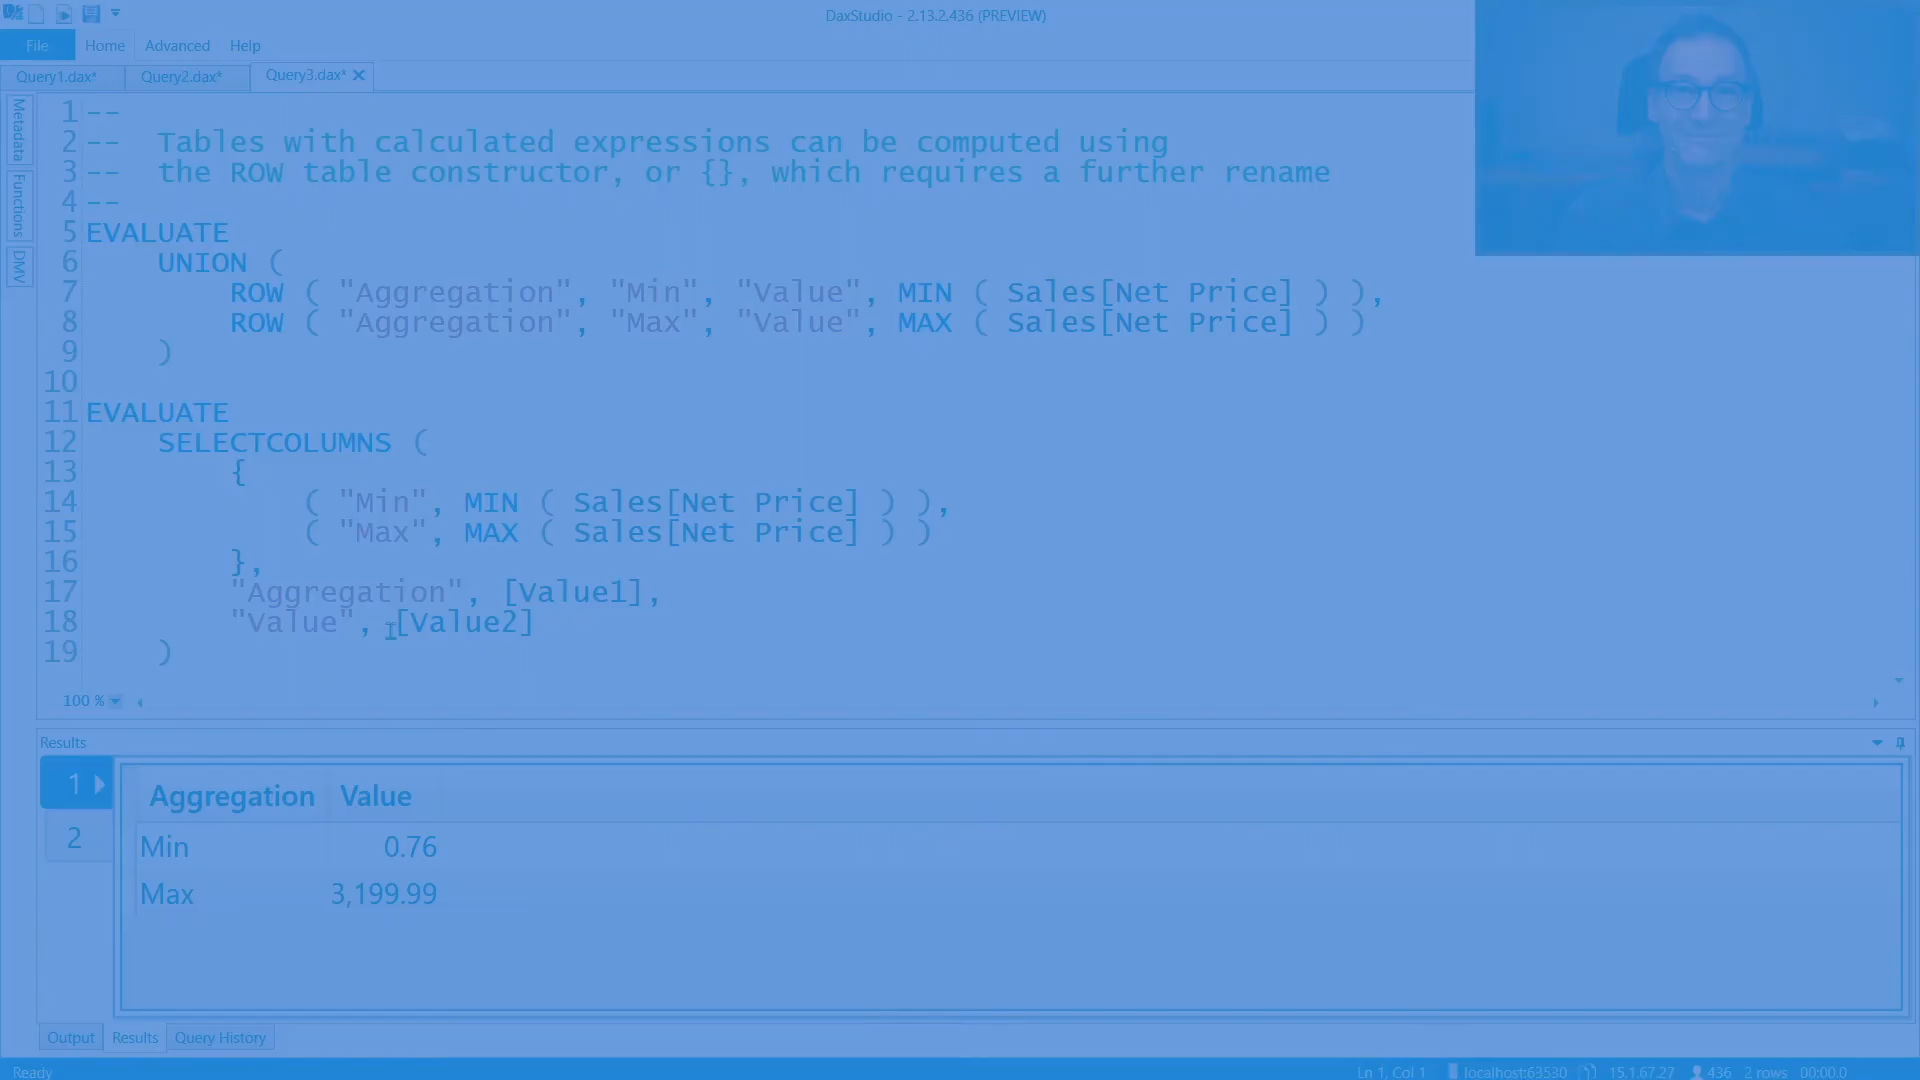 DaxStudio - 2.13.2.436 (PREVIEW)
File Home Advanced Help
Query1.dax* Query2.dax* Query3.dax*
Metadata
Functions
DMV
1 --
2 -- Tables with calculated expressions can be computed using
3 -- the ROW table constructor, or {}, which requires a further rename
4 --
5 EVALUATE
6 UNION (
7 ROW ( "Aggregation", "Min", "Value", MIN ( Sales[Net Price] ) ),
8 ROW ( "Aggregation", "Max", "Value", MAX ( Sales[Net Price] ) )
9 )
10
11 EVALUATE
12 SELECTCOLUMNS (
13 {
14 ( "Min", MIN ( Sales[Net Price] ) ),
15 ( "Max", MAX ( Sales[Net Price] ) )
16 },
17 "Aggregation", [Value1],
18 "Value", [Value2]
19 )
100 %
Results
1
2
Aggregation Value
Min 0.76
Max 3,199.99
Output Results Query History
Ready Ln 1, Col 1 localhost:63530 15.1.67.27 436 2 rows 00:00.0